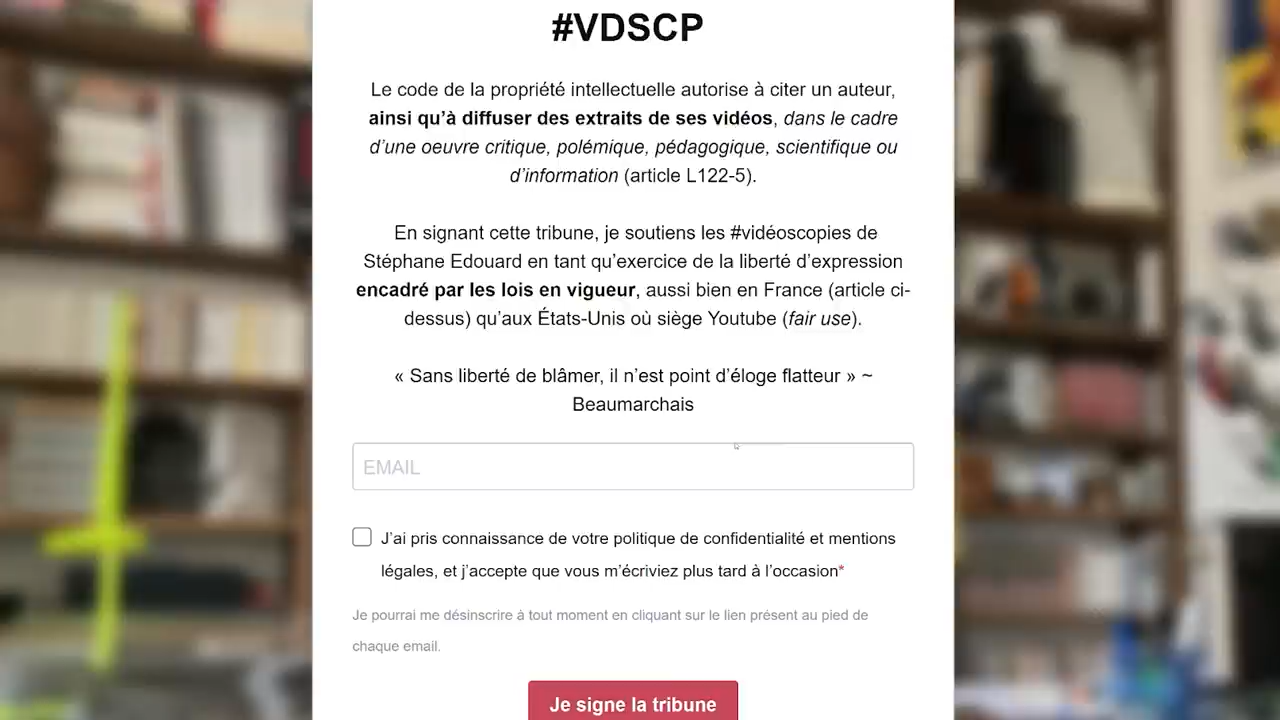 #VDSCP
Le code de la propriété intellectuelle autorise à citer un auteur,
ainsi qu’à diffuser des extraits de ses vidéos, dans le cadre
d’une oeuvre critique, polémique, pédagogique, scientifique ou
d’information (article L122-5).
En signant cette tribune, je soutiens les #vidéoscopies de
Stéphane Edouard en tant qu’exercice de la liberté d’expression
encadré par les lois en vigueur, aussi bien en France (article ci-
dessus) qu’aux États-Unis où siège Youtube (fair use).
« Sans liberté de blâmer, il n’est point d’éloge flatteur » ~
Beaumarchais
EMAIL
J’ai pris connaissance de votre politique de confidentialité et mentions
légales, et j’accepte que vous m’écriviez plus tard à l’occasion*
Je pourrai me désinscrire à tout moment en cliquant sur le lien présent au pied de
chaque email.
Je signe la tribune